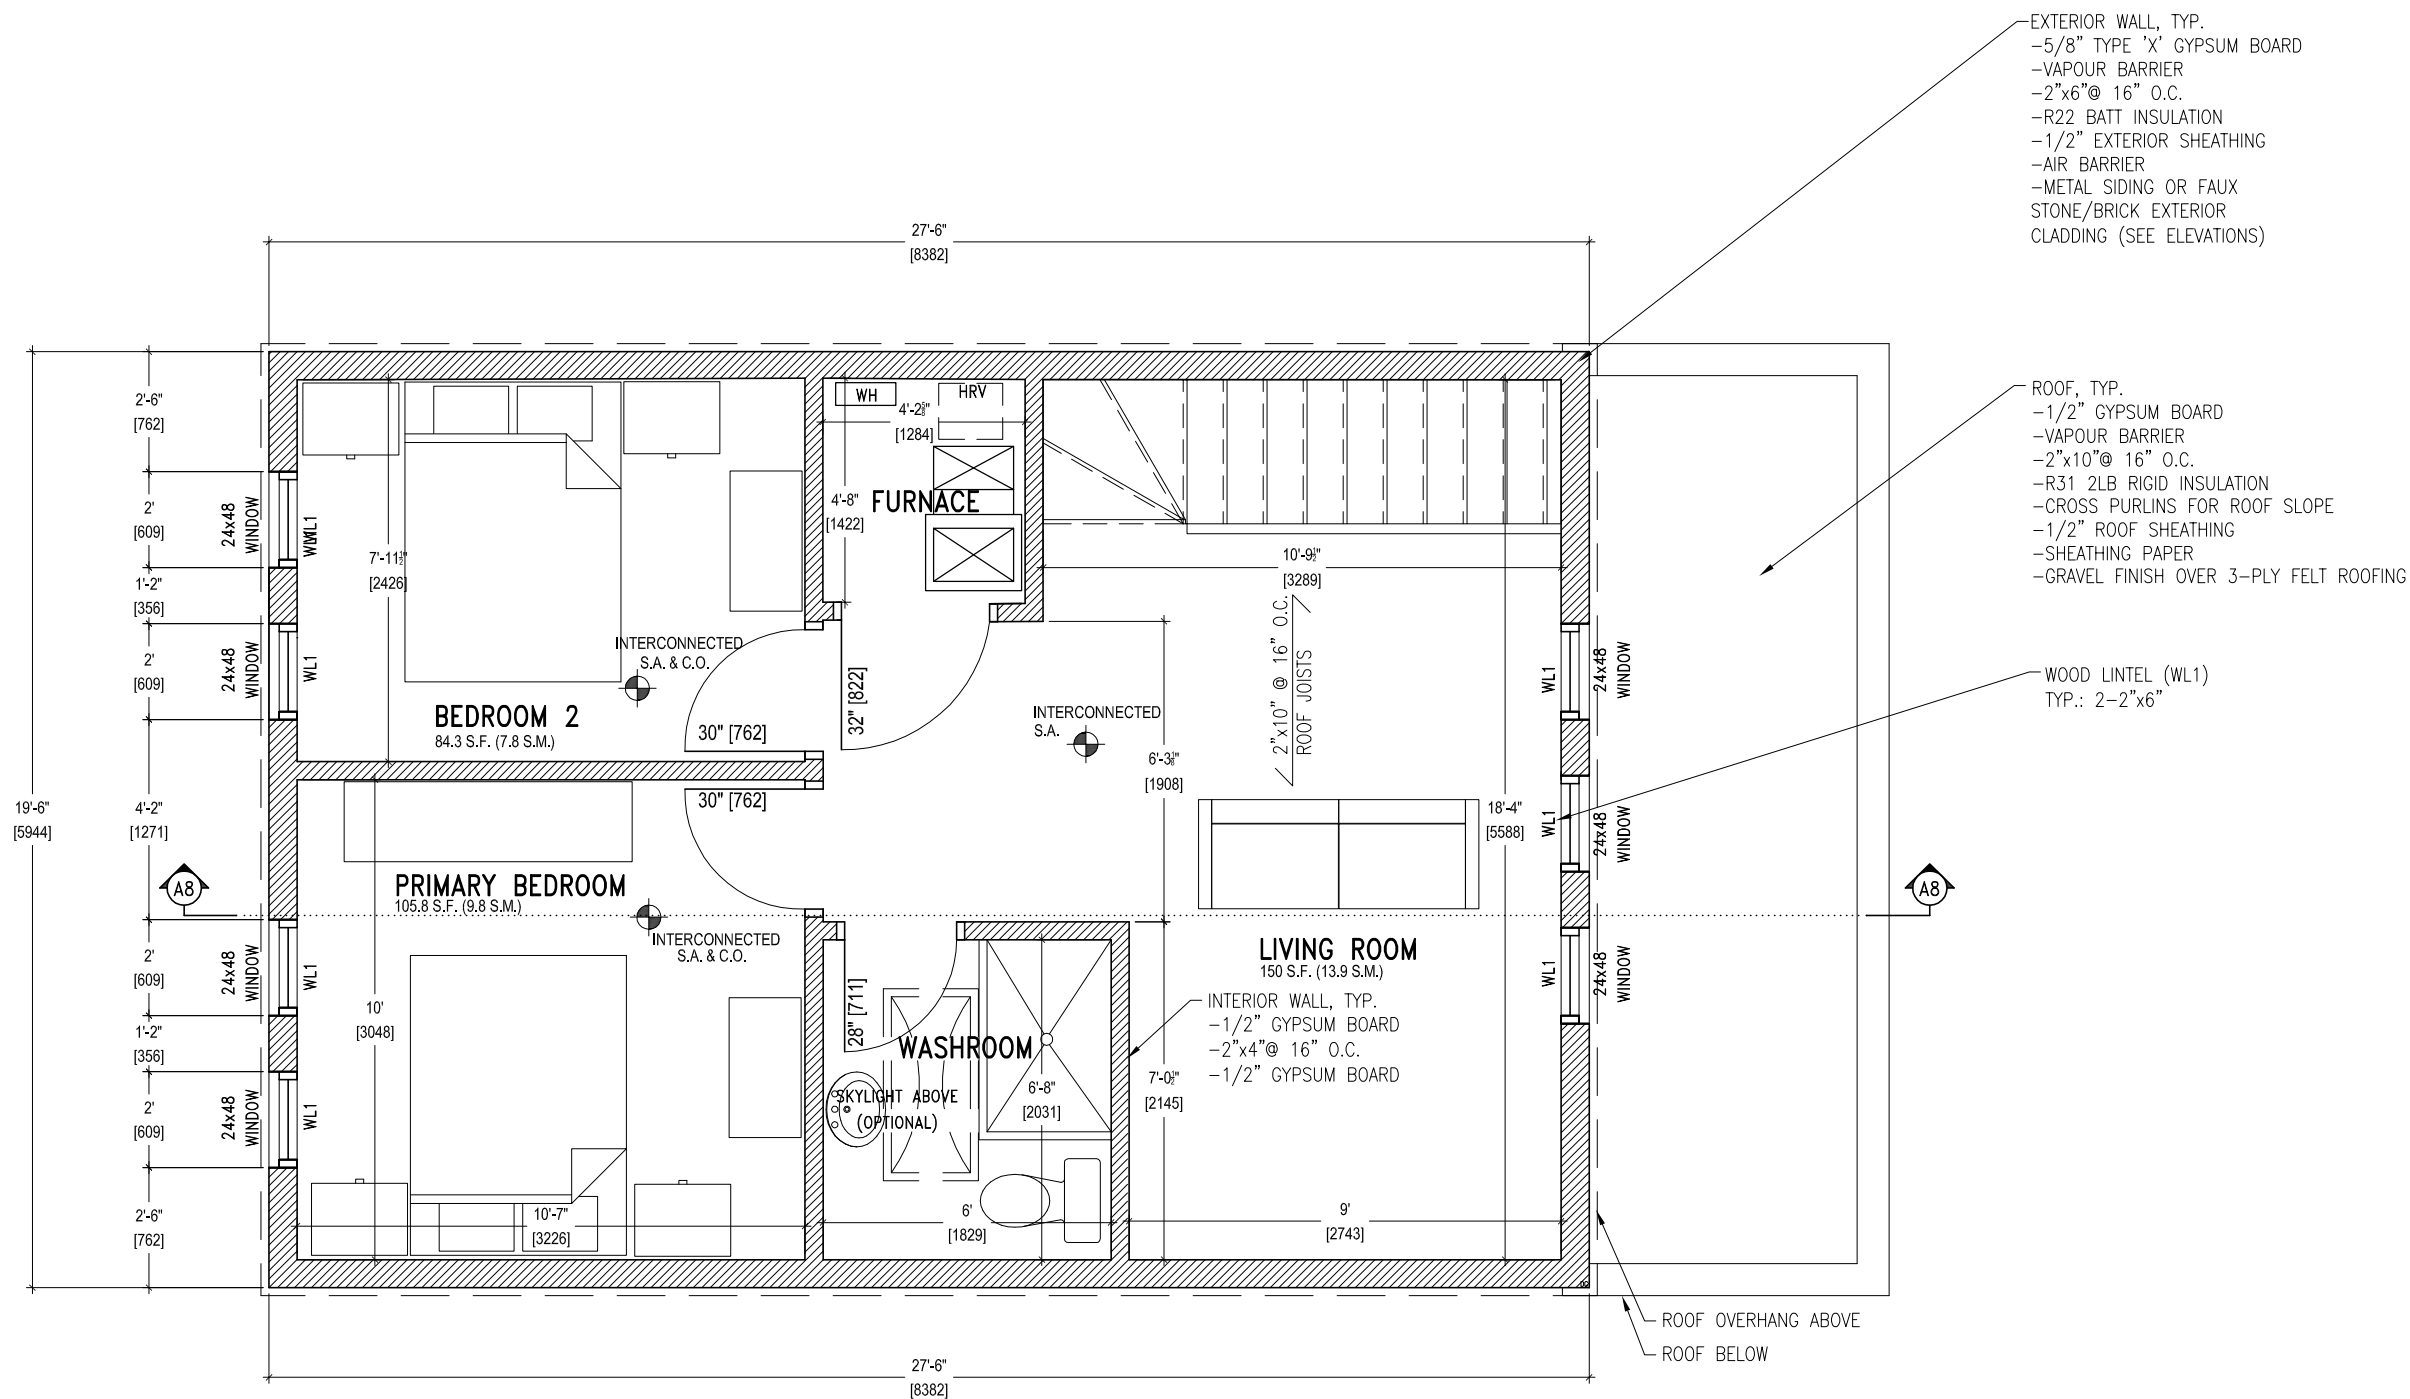 EXTERIOR WALL, TYP.
-5/8" TYPE 'X' GYPSUM BOARD
-VAPOUR BARRIER
-2"x6"@ 16" O.C.
-R22 BATT INSULATION
-1/2" EXTERIOR SHEATHING
-AIR BARRIER
-METAL SIDING OR FAUX
STONE/BRICK EXTERIOR
CLADDING (SEE ELEVATIONS)
27'-6"
[8382]
ROOF, TYP.
-1/2" GYPSUM BOARD
-VAPOUR BARRIER
-2"x10"@ 16" O.C.
-R31 2LB RIGID INSULATION
-CROSS PURLINS FOR ROOF SLOPE
-1/2" ROOF SHEATHING
-SHEATHING PAPER
-GRAVEL FINISH OVER 3-PLY FELT ROOFING
WOOD LINTEL (WL1)
TYP.: 2-2"x6"
19'-6"
[5944]
2'-6"
[762]
2'
[609]
1'-2"
[356]
2'
[609]
4'-2"
[1271]
2'
[609]
1'-2"
[356]
2'
[609]
2'-6"
[762]
24x48
WINDOW
24x48
WINDOW
WL1
24x48
WINDOW
WL1
24x48
WINDOW
WL1
7'-11½"
[2426]
INTERCONNECTED
S.A. & C.O.
BEDROOM 2
84.3 S.F. (7.8 S.M.)
30" [762]
30" [762]
PRIMARY BEDROOM
105.8 S.F. (9.8 S.M.)
INTERCONNECTED
S.A. & C.O.
10'
[3048]
10'-7"
[3226]
WH
HRV
4'-2⅝"
[1284]
4'-8"
[1422]
FURNACE
32" [822]
INTERCONNECTED
S.A.
10'-9½"
[3289]
2"x10" @ 16" O.C.
ROOF JOISTS
[1908]
18'-4"
[5588]
WL1
24x48
WINDOW
WL1
24x48
WINDOW
WL1
24x48
WINDOW
A8
A8
LIVING ROOM
150 S.F. (13.9 S.M.)
INTERIOR WALL, TYP.
-1/2" GYPSUM BOARD
-2"x4"@ 16" O.C.
-1/2" GYPSUM BOARD
28" [711]
WASHROOM
SKYLIGHT ABOVE
(OPTIONAL)
6'-8"
[2031]
7'-0½"
[2145]
6'
[1829]
9'
[2743]
ROOF OVERHANG ABOVE
ROOF BELOW
27'-6"
[8382]